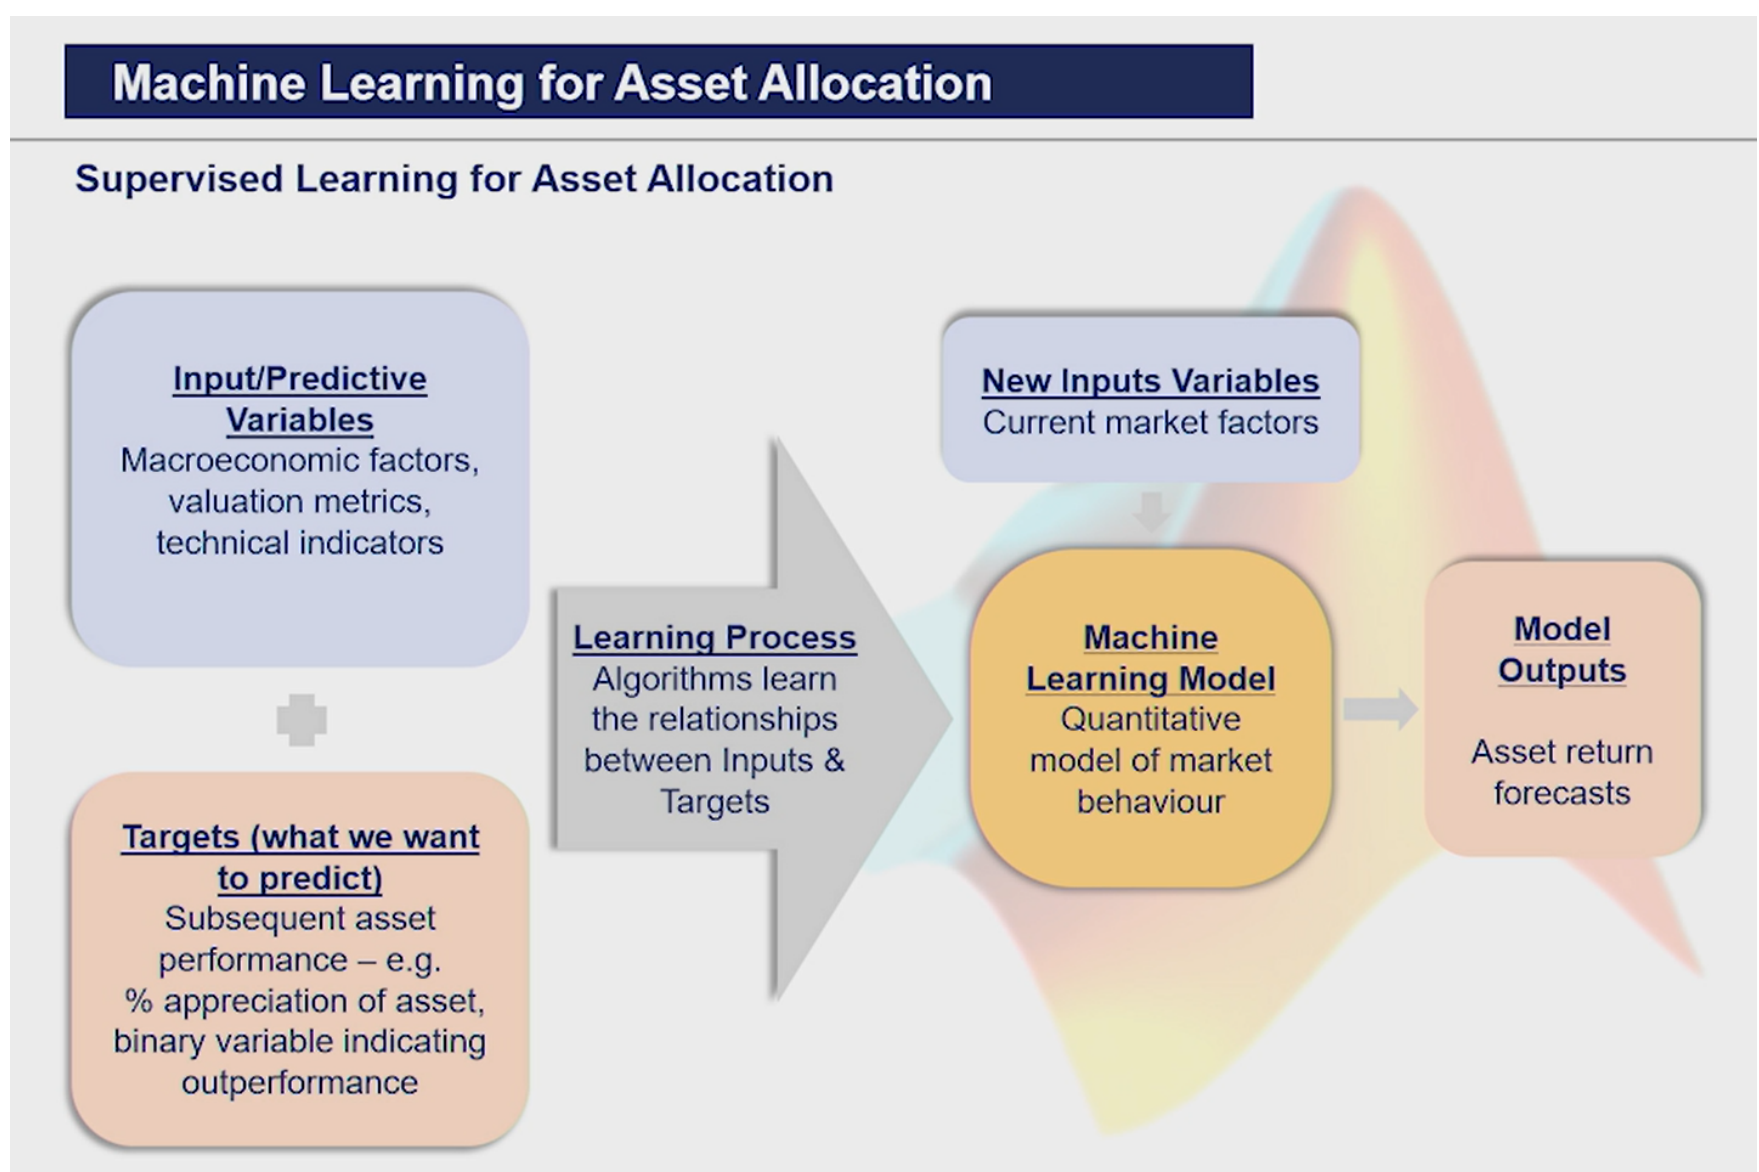 Machine Learning for Asset Allocation
Supervised Learning for Asset Allocation
Input/Predictive
Variables
Macroeconomic factors,
valuation metrics,
technical indicators
Targets (what we want
to predict)
Subsequent asset
performance – e.g.
% appreciation of asset,
binary variable indicating
outperformance
Learning Process
Algorithms learn
the relationships
between Inputs &
Targets
New Inputs Variables
Current market factors
Machine
Learning Model
Quantitative
model of market
behaviour
Model
Outputs
Asset return
forecasts